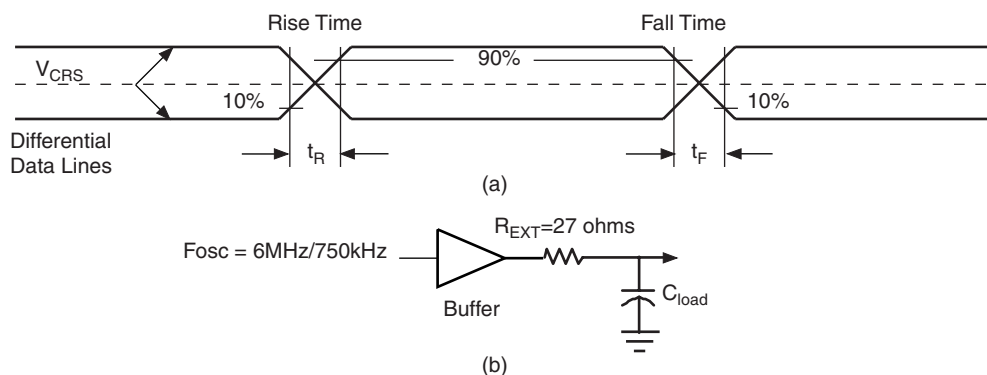 Rise Time
Fall Time
V_CRS
90%
10%
10%
Differential
Data Lines
t_R
t_F
(a)
R_EXT=27 ohms
Fosc = 6MHz/750kHz
Buffer
C_load
(b)